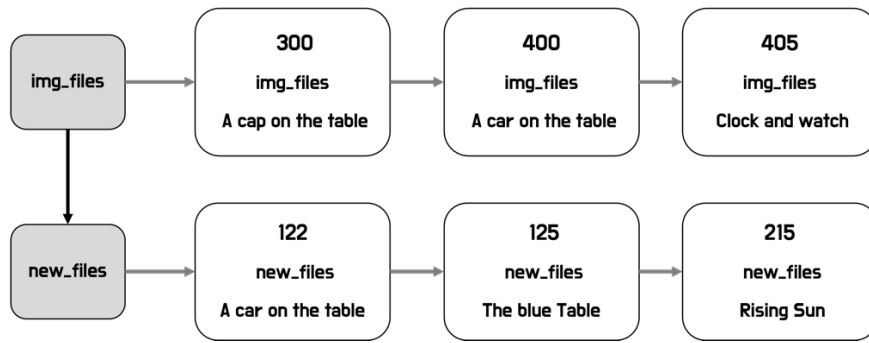 img_files
300
img_files
A cap on the table
400
img_files
A car on the table
405
img_files
Clock and watch
new_files
122
new_files
A car on the table
125
new_files
The blue Table
215
new_files
Rising Sun